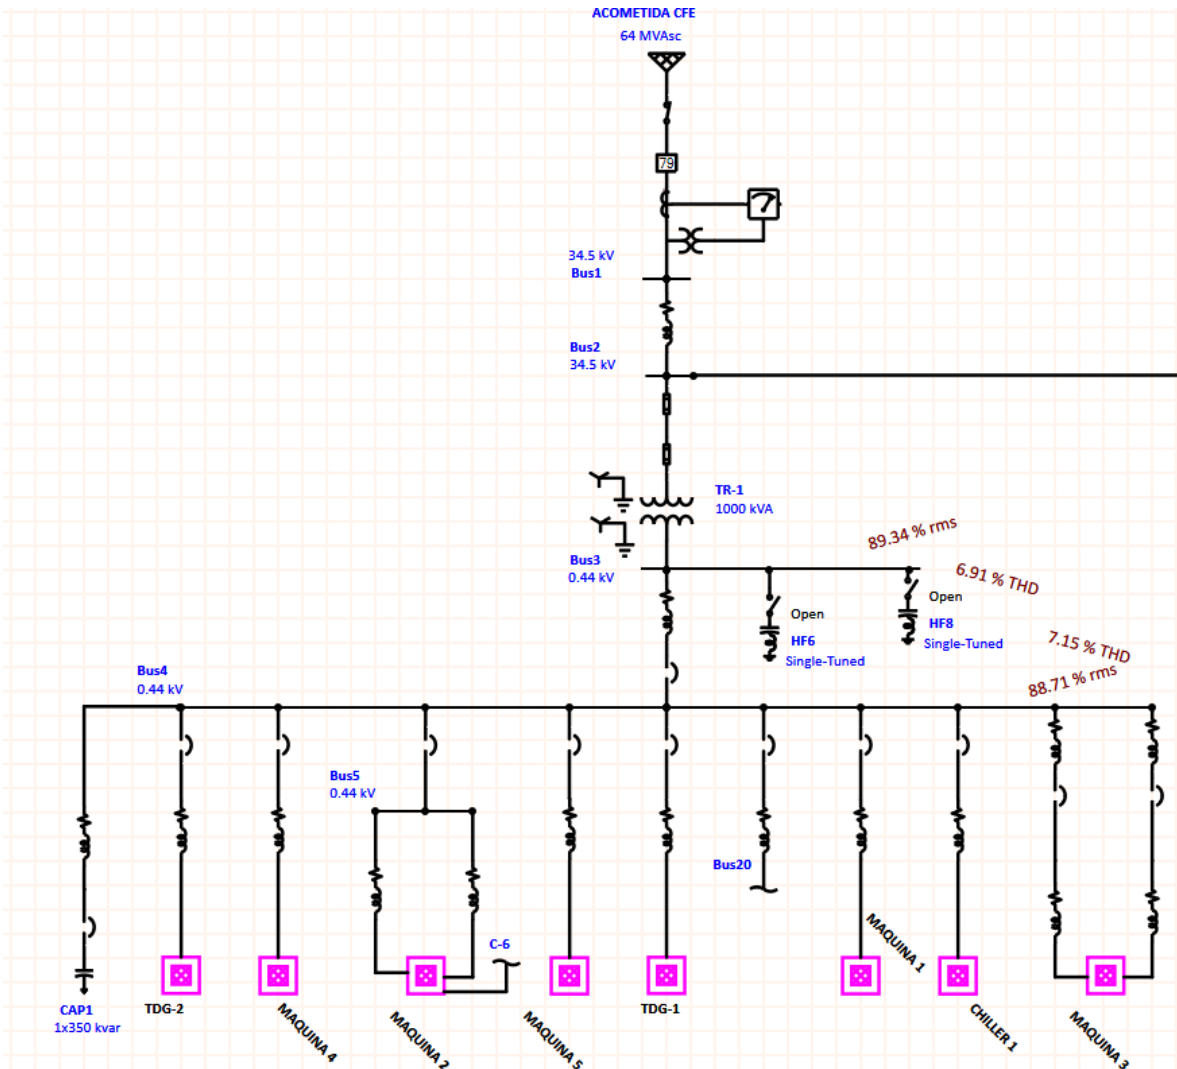 ACOMETIDA CFE
64 MVAsc
79
34.5 kV
Bus1
Bus2
34.5 kV
TR-1
1000 kVA
89.34 % rms
Bus3
0.44 kV
6.91 % THD
Open
HF6
Single-Tuned
Open
HF8
Single-Tuned
7.15 % THD
88.71 % rms
Bus4
0.44 kV
Bus5
0.44 kV
Bus20
C-6
CAP1
1x350 kvar
TDG-2
MAQUINA 4
MAQUINA 2
MAQUINA 5
TDG-1
MAQUINA 1
CHILLER 1
MAQUINA 3